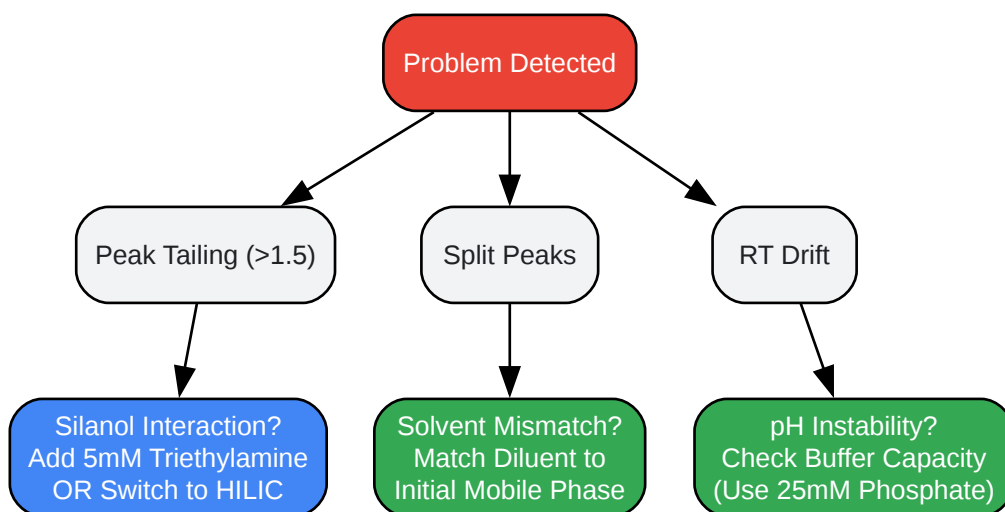 Problem Detected
Peak Tailing (>1.5)
Split Peaks
RT Drift
Silanol Interaction?
Add 5mM Triethylamine
OR Switch to HILIC
Solvent Mismatch?
Match Diluent to
Initial Mobile Phase
pH Instability?
Check Buffer Capacity
(Use 25mM Phosphate)